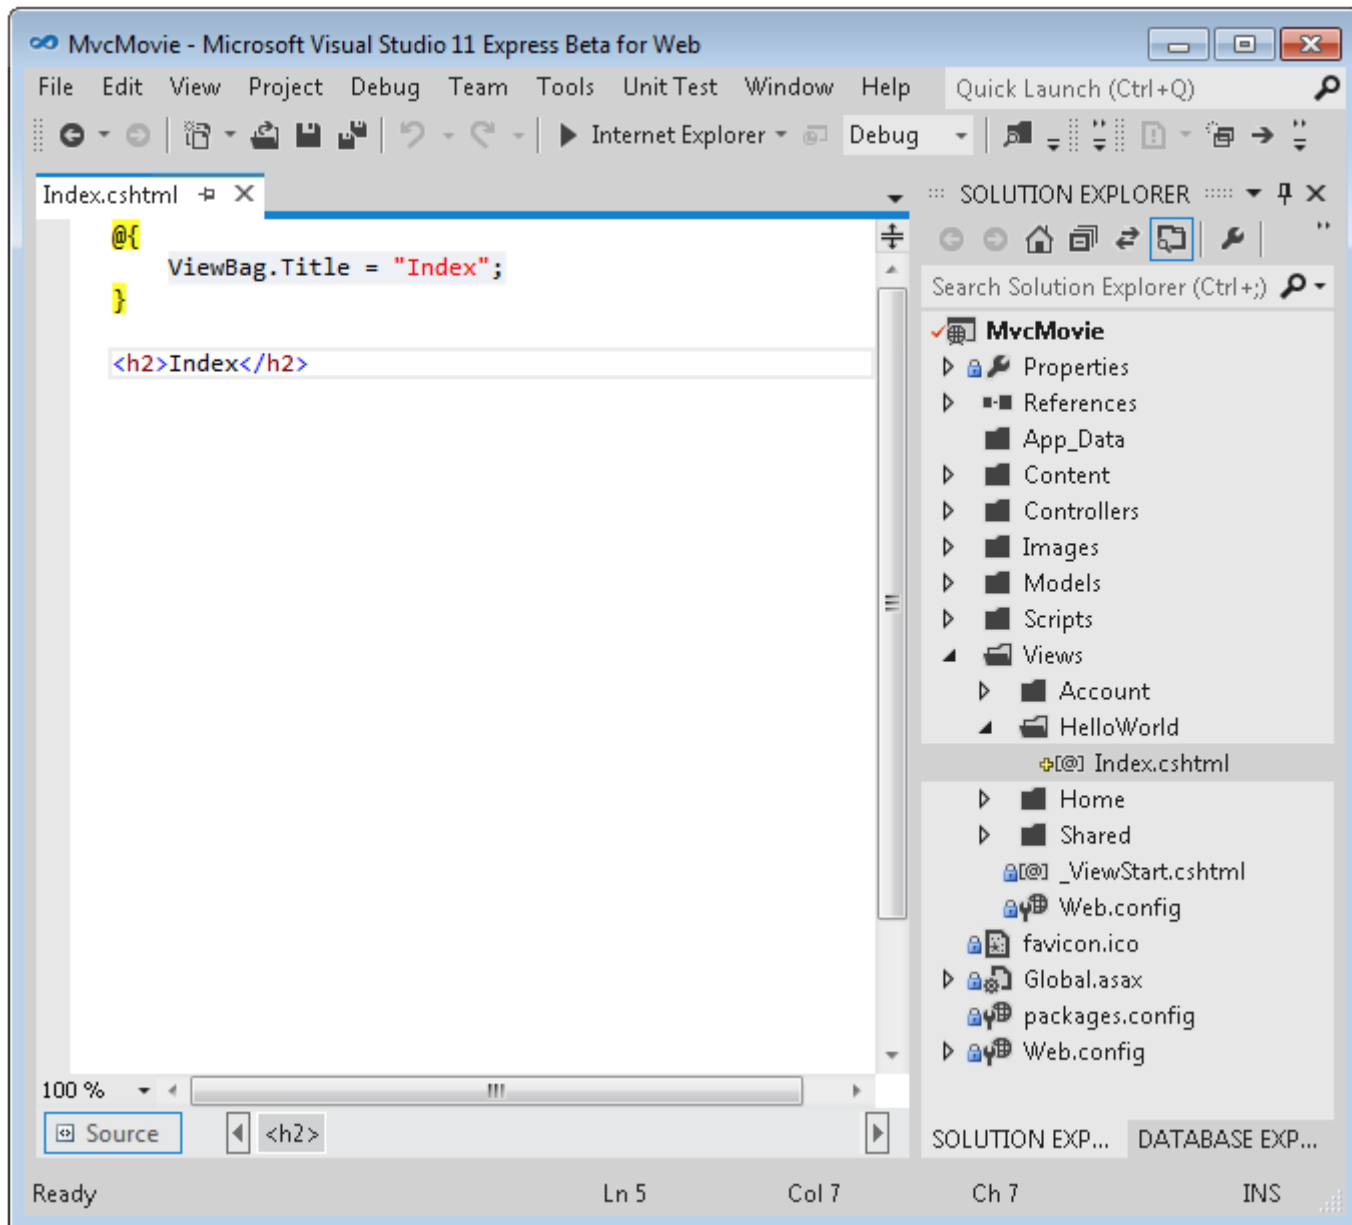 MvcMovie - Microsoft Visual Studio 11 Express Beta for Web
File Edit View Project Debug Team Tools Unit Test Window Help Quick Launch (Ctrl+Q)
Internet Explorer Debug
Index.cshtml
@{
ViewBag.Title = "Index";
}
<h2>Index</h2>
100 %
Source <h2>
SOLUTION EXPLORER
Search Solution Explorer (Ctrl+;)
MvcMovie
Properties
References
App_Data
Content
Controllers
Images
Models
Scripts
Views
Account
HelloWorld
[@] Index.cshtml
Home
Shared
[@] _ViewStart.cshtml
Web.config
favicon.ico
Global.asax
packages.config
Web.config
SOLUTION EXP... DATABASE EXP...
Ready Ln 5 Col 7 Ch 7 INS